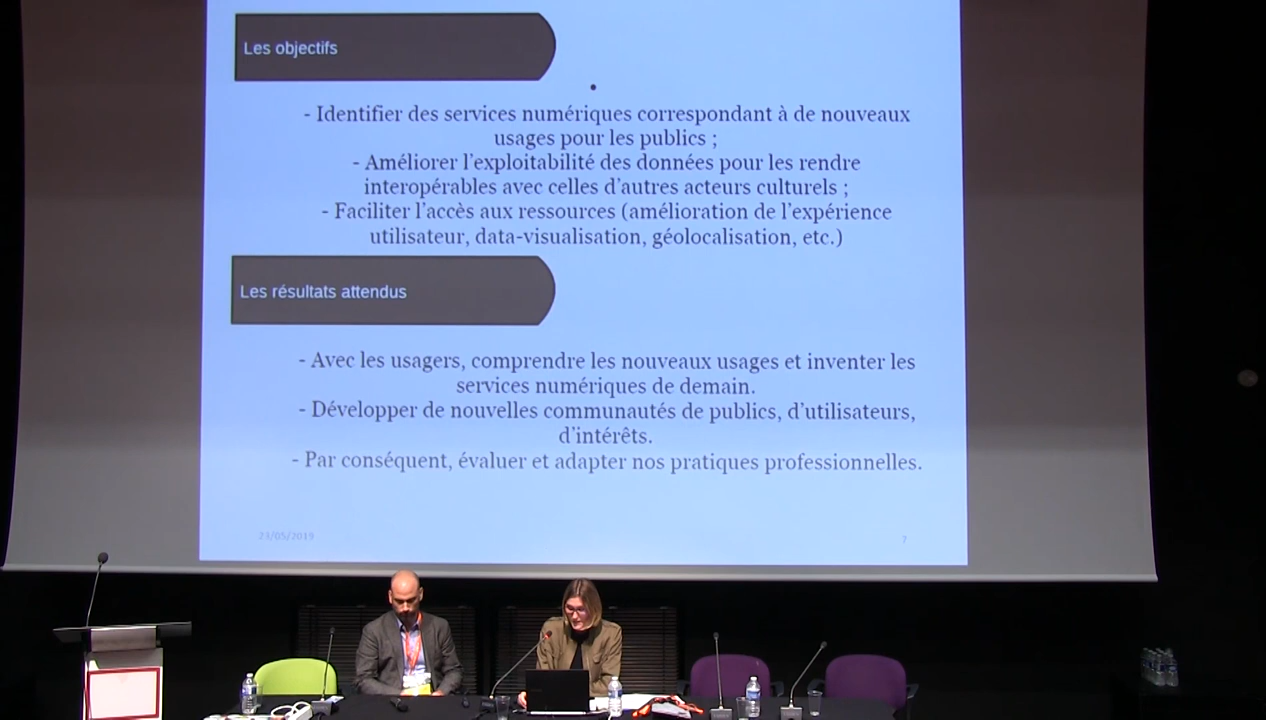 Les objectifs
- Identifier des services numériques correspondant à de nouveaux
usages pour les publics ;
- Améliorer l'exploitabilité des données pour les rendre
interopérables avec celles d'autres acteurs culturels ;
- Faciliter l'accès aux ressources (amélioration de l'expérience
utilisateur, data-visualisation, géolocalisation, etc.)
Les résultats attendus
- Avec les usagers, comprendre les nouveaux usages et inventer les
services numériques de demain.
- Développer de nouvelles communautés de publics, d'utilisateurs,
d'intérêts.
- Par conséquent, évaluer et adapter nos pratiques professionnelles.
23/05/2019
7